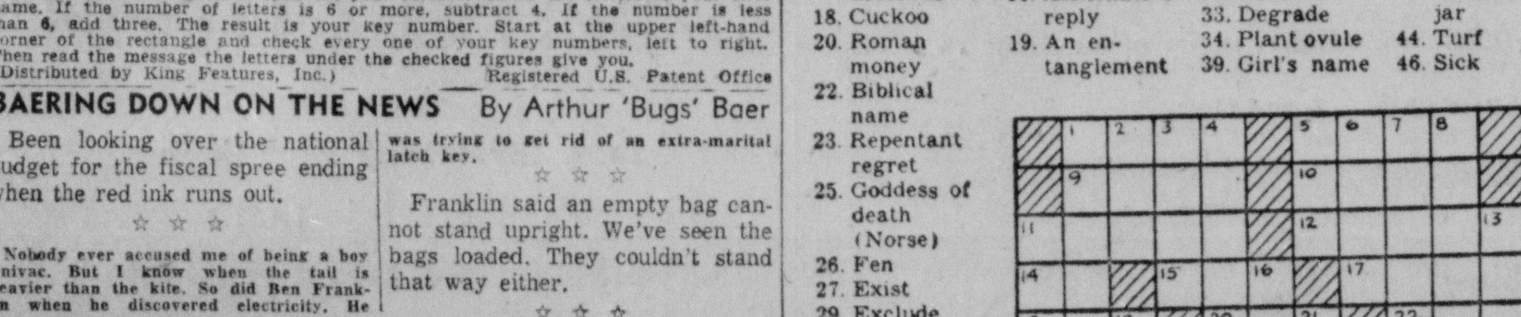 ame. If the number of letters is 6 or more, subtract 4. If the number is less
han 6, add three. The result is your key number. Start at the upper left-hand
orner of the rectangle and check every one of your key numbers, left to right.
hen read the message the letters under the checked figures give you.
Distributed by King Features, Inc.) Registered U.S. Patent Office
BAERING DOWN ON THE NEWS By Arthur 'Bugs' Baer
Been looking over the national
udget for the fiscal spree ending
hen the red ink runs out.
☆ ☆ ☆
Nobody ever accused me of being a boy
nivac. But I know when the tail is
eavier than the kite. So did Ben Frank-
n when he discovered electricity. He
was trying to get rid of an extra-marital
latch key.
☆ ☆ ☆
Franklin said an empty bag can-
not stand upright. We've seen the
bags loaded. They couldn't stand
that way either.
☆ ☆ ☆
18. Cuckoo
20. Roman
money
22. Biblical
name
23. Repentant
regret
25. Goddess of
death
(Norse)
26. Fen
27. Exist
29. Exclude
reply
19. An en-
tanglement
33. Degrade
34. Plant ovule
39. Girl's name
jar
44. Turf
46. Sick
1 2 3 4 5 6 7 8
9 10
11 12 13
14 15 16 17